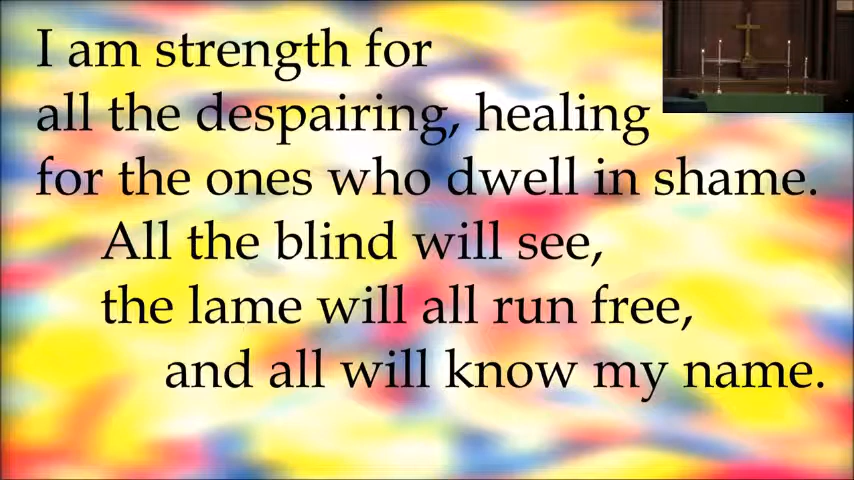 I am strength for
all the despairing, healing
for the ones who dwell in shame.
All the blind will see,
the lame will all run free,
and all will know my name.